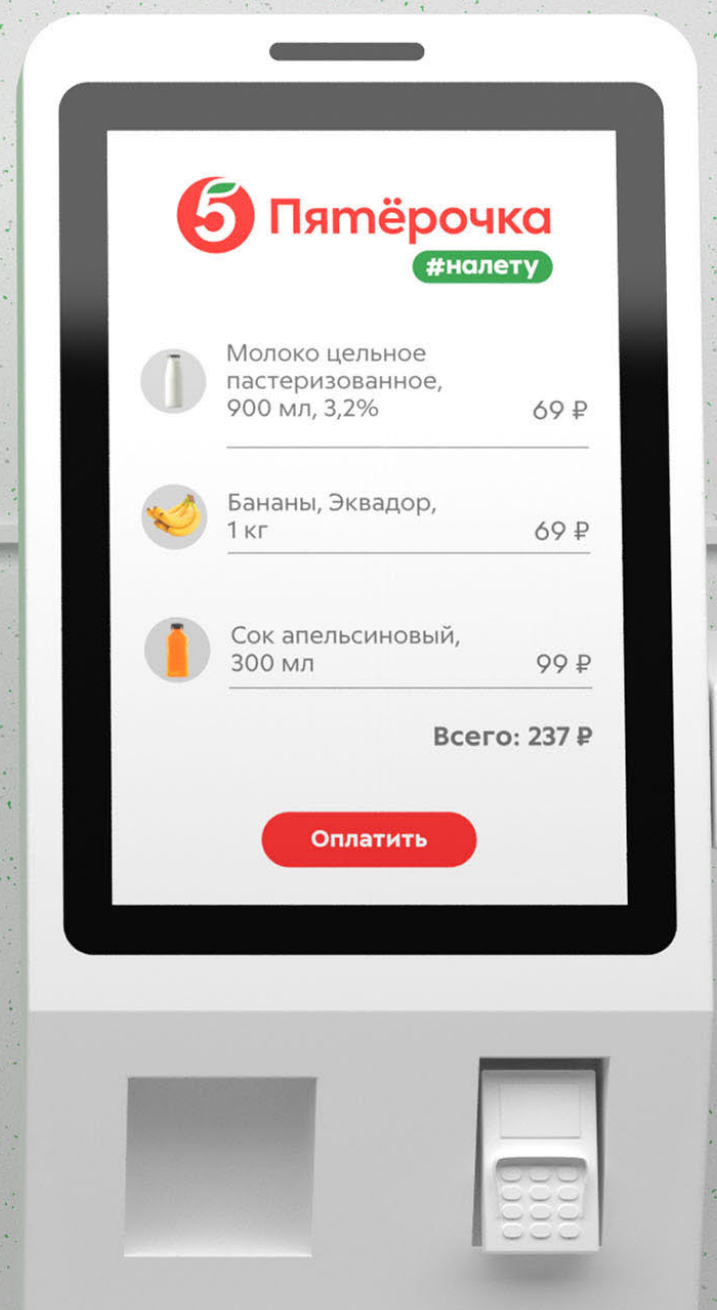 5 Пятёрочка
#налету
Молоко цельное
пастеризованное,
900 мл, 3,2%
69 ₽
Бананы, Эквадор,
1 кг
69 ₽
Сок апельсиновый,
300 мл
99 ₽
Всего: 237 ₽
Оплатить